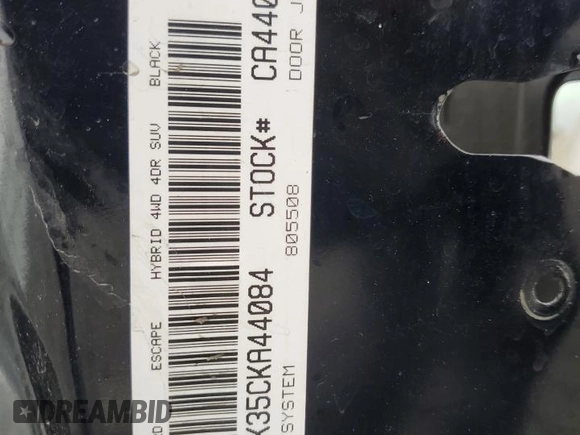 ESCAPE HYBRID 4WD 4DR SUV BLACK
K35CKA44084 STOCK# CA440
SYSTEM 805508 DOOR J
DREAMBID